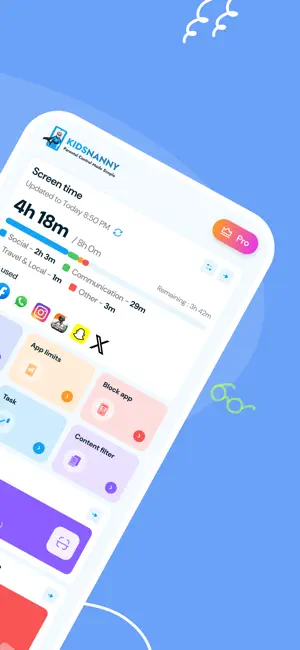 KIDSNANNY
Parental Control Made Simple
Pro
Screen time
Updated to Today 8:50 PM
4h 18m / 8h 0m
Remaining : 3h 42m
Social - 2h 3m
Communication - 29m
Travel & Local - 1m
Other - 3m
used
App limits
Block app
Task
Content filter